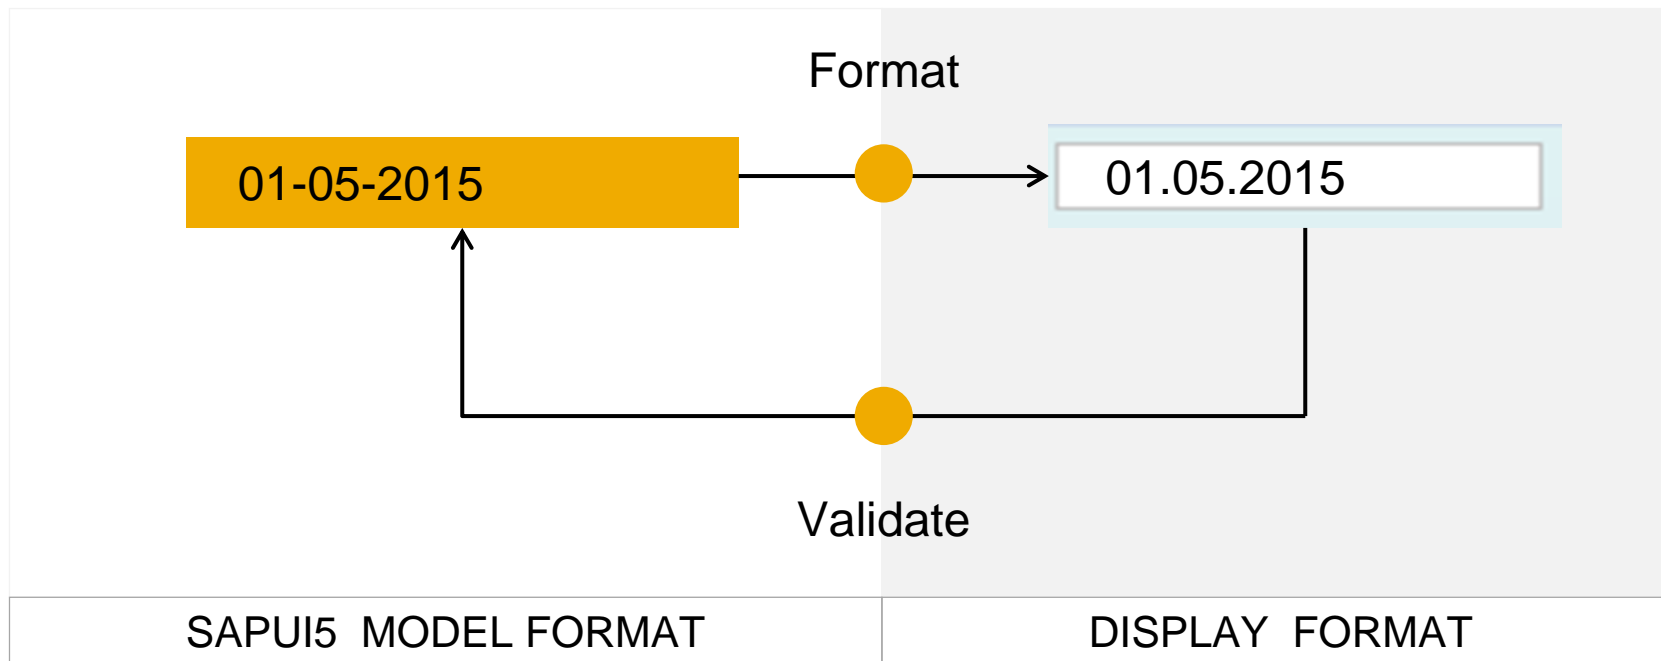 Format
01-05-2015
01.05.2015
Validate
SAPUI5 MODEL FORMAT
DISPLAY FORMAT